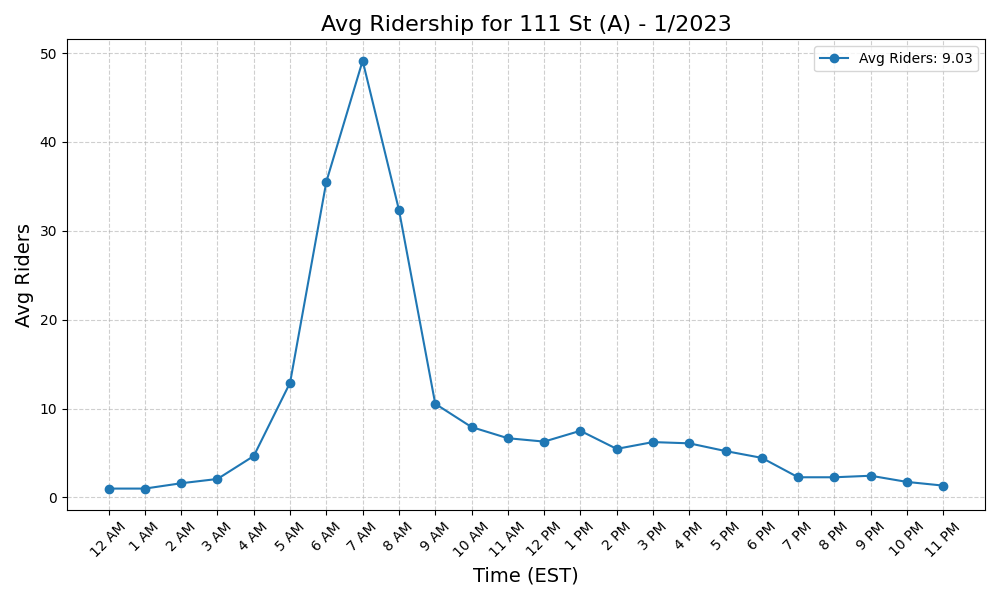 Avg Ridership for 111 St (A) - 1/2023
Avg Riders: 9.03
50
40
30
20
10
0
Avg Riders
12 AM
1 AM
2 AM
3 AM
4 AM
5 AM
6 AM
7 AM
8 AM
9 AM
10 AM
11 AM
12 PM
1 PM
2 PM
3 PM
4 PM
5 PM
6 PM
7 PM
8 PM
9 PM
10 PM
11 PM
Time (EST)